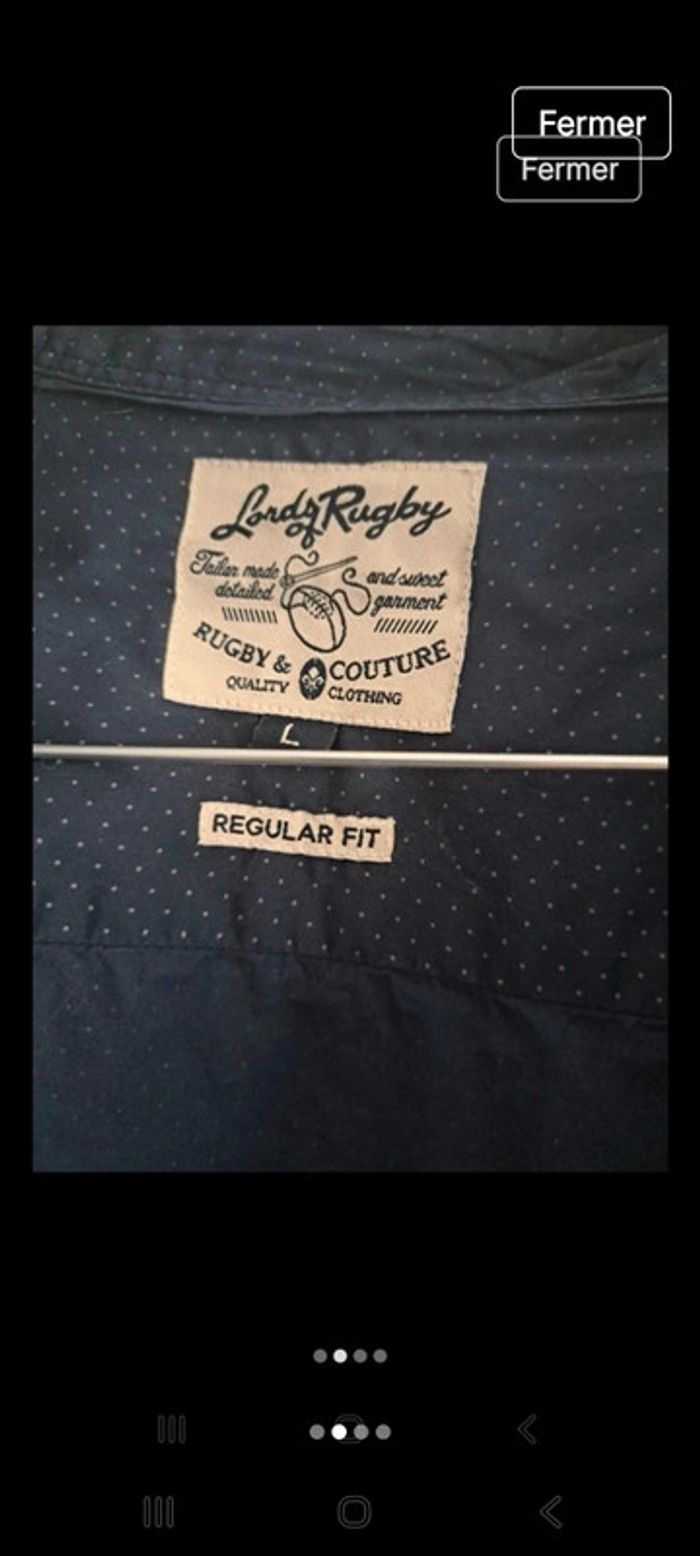 Fermer
Fermer
Lords of Rugby
Tailor made
detailed
and sweet
garment
RUGBY & COUTURE
QUALITY CLOTHING
L
REGULAR FIT